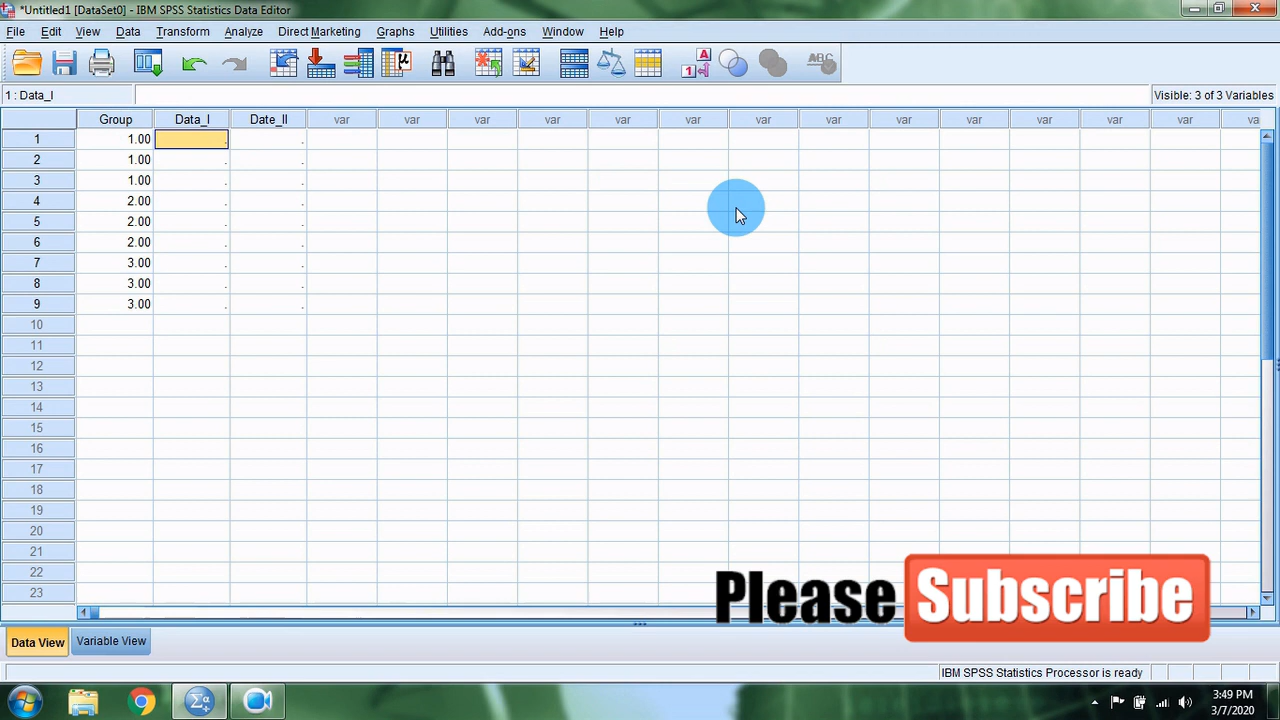 *Untitled1 [DataSet0] - IBM SPSS Statistics Data Editor
File Edit View Data Transform Analyze Direct Marketing Graphs Utilities Add-ons Window Help
1 : Data_I Visible: 3 of 3 Variables
Group Data_I Date_II var var var var var var var var var var var var var va
1 1.00 . .
2 1.00 . .
3 1.00 . .
4 2.00 . .
5 2.00 . .
6 2.00 . .
7 3.00 . .
8 3.00 . .
9 3.00 . .
10
11
12
13
14
15
16
17
18
19
20
21
22
23
Please Subscribe
Data View Variable View
IBM SPSS Statistics Processor is ready
3:49 PM
3/7/2020